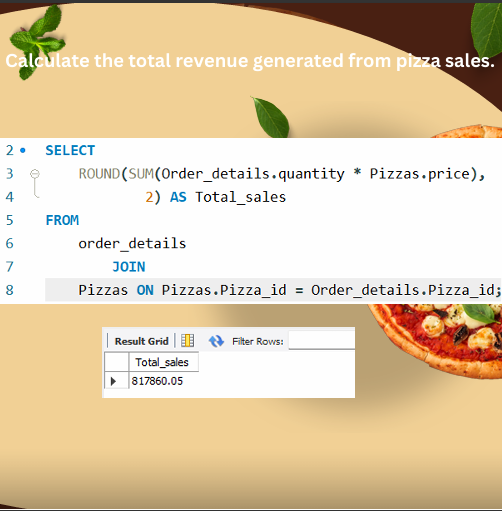 Calculate the total revenue generated from pizza sales.
2 SELECT
3 ROUND(SUM(Order_details.quantity * Pizzas.price),
4 2) AS Total_sales
5 FROM
6 order_details
7 JOIN
8 Pizzas ON Pizzas.Pizza_id = Order_details.Pizza_id;
Result Grid Filter Rows:
Total_sales
817860.05